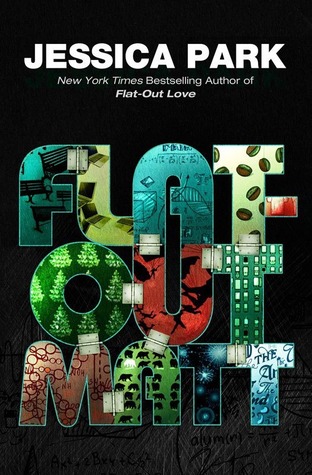 JESSICA PARK
New York Times Bestselling Author of
Flat-Out Love
FLAT-
OUT
MATT